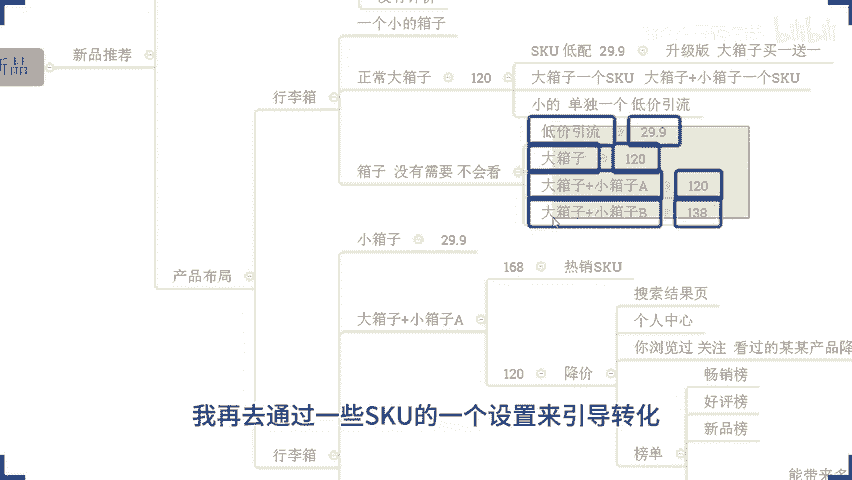 一个小的箱子
新品推荐
SKU 低配 29.9 升级版 大箱子买一送一
正常大箱子 120
大箱子一个SKU 大箱子+小箱子一个SKU
行李箱
小的 单独一个 低价引流
低价引流 29.9
大箱子 120
箱子 没有需要 不会看
大箱子+小箱子A 120
大箱子+小箱子B 138
小箱子 29.9
168 热销SKU
产品布局
搜索结果页
大箱子+小箱子A
个人中心
你浏览过 关注 看过的某某产品降
120 降价
畅销榜
好评榜
新品榜
行李箱
榜单
我再去通过一些SKU的一个设置来引导转化